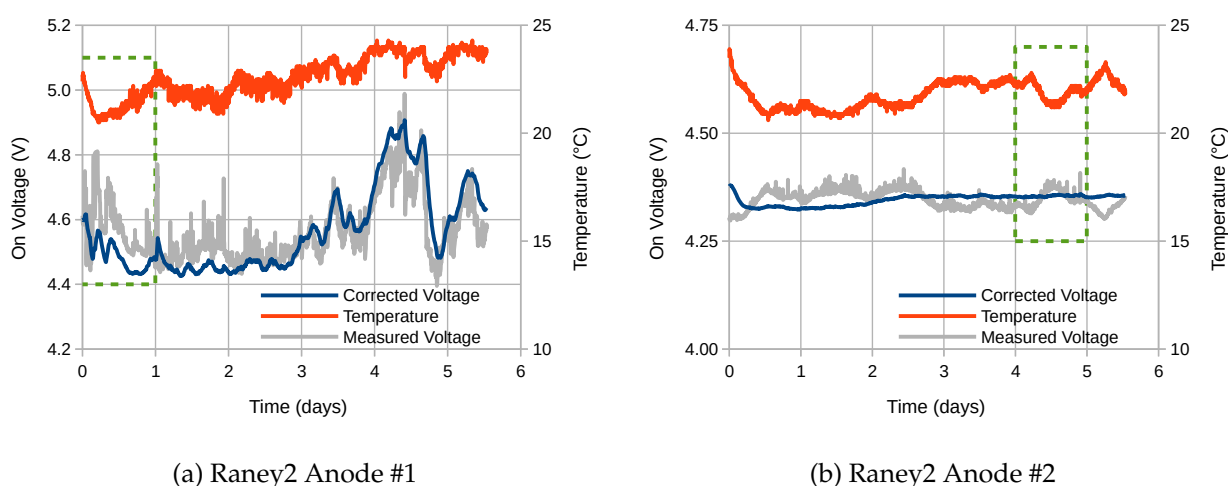 5.2
5.0
4.8
4.6
4.4
4.2
On Voltage (V)
25
20
15
10
Temperature (°C)
Corrected Voltage
Temperature
Measured Voltage
0 1 2 3 4 5 6
Time (days)
(a) Raney2 Anode #1
4.75
4.50
4.25
4.00
On Voltage (V)
25
20
15
10
Temperature (°C)
Corrected Voltage
Temperature
Measured Voltage
0 1 2 3 4 5 6
Time (days)
(b) Raney2 Anode #2